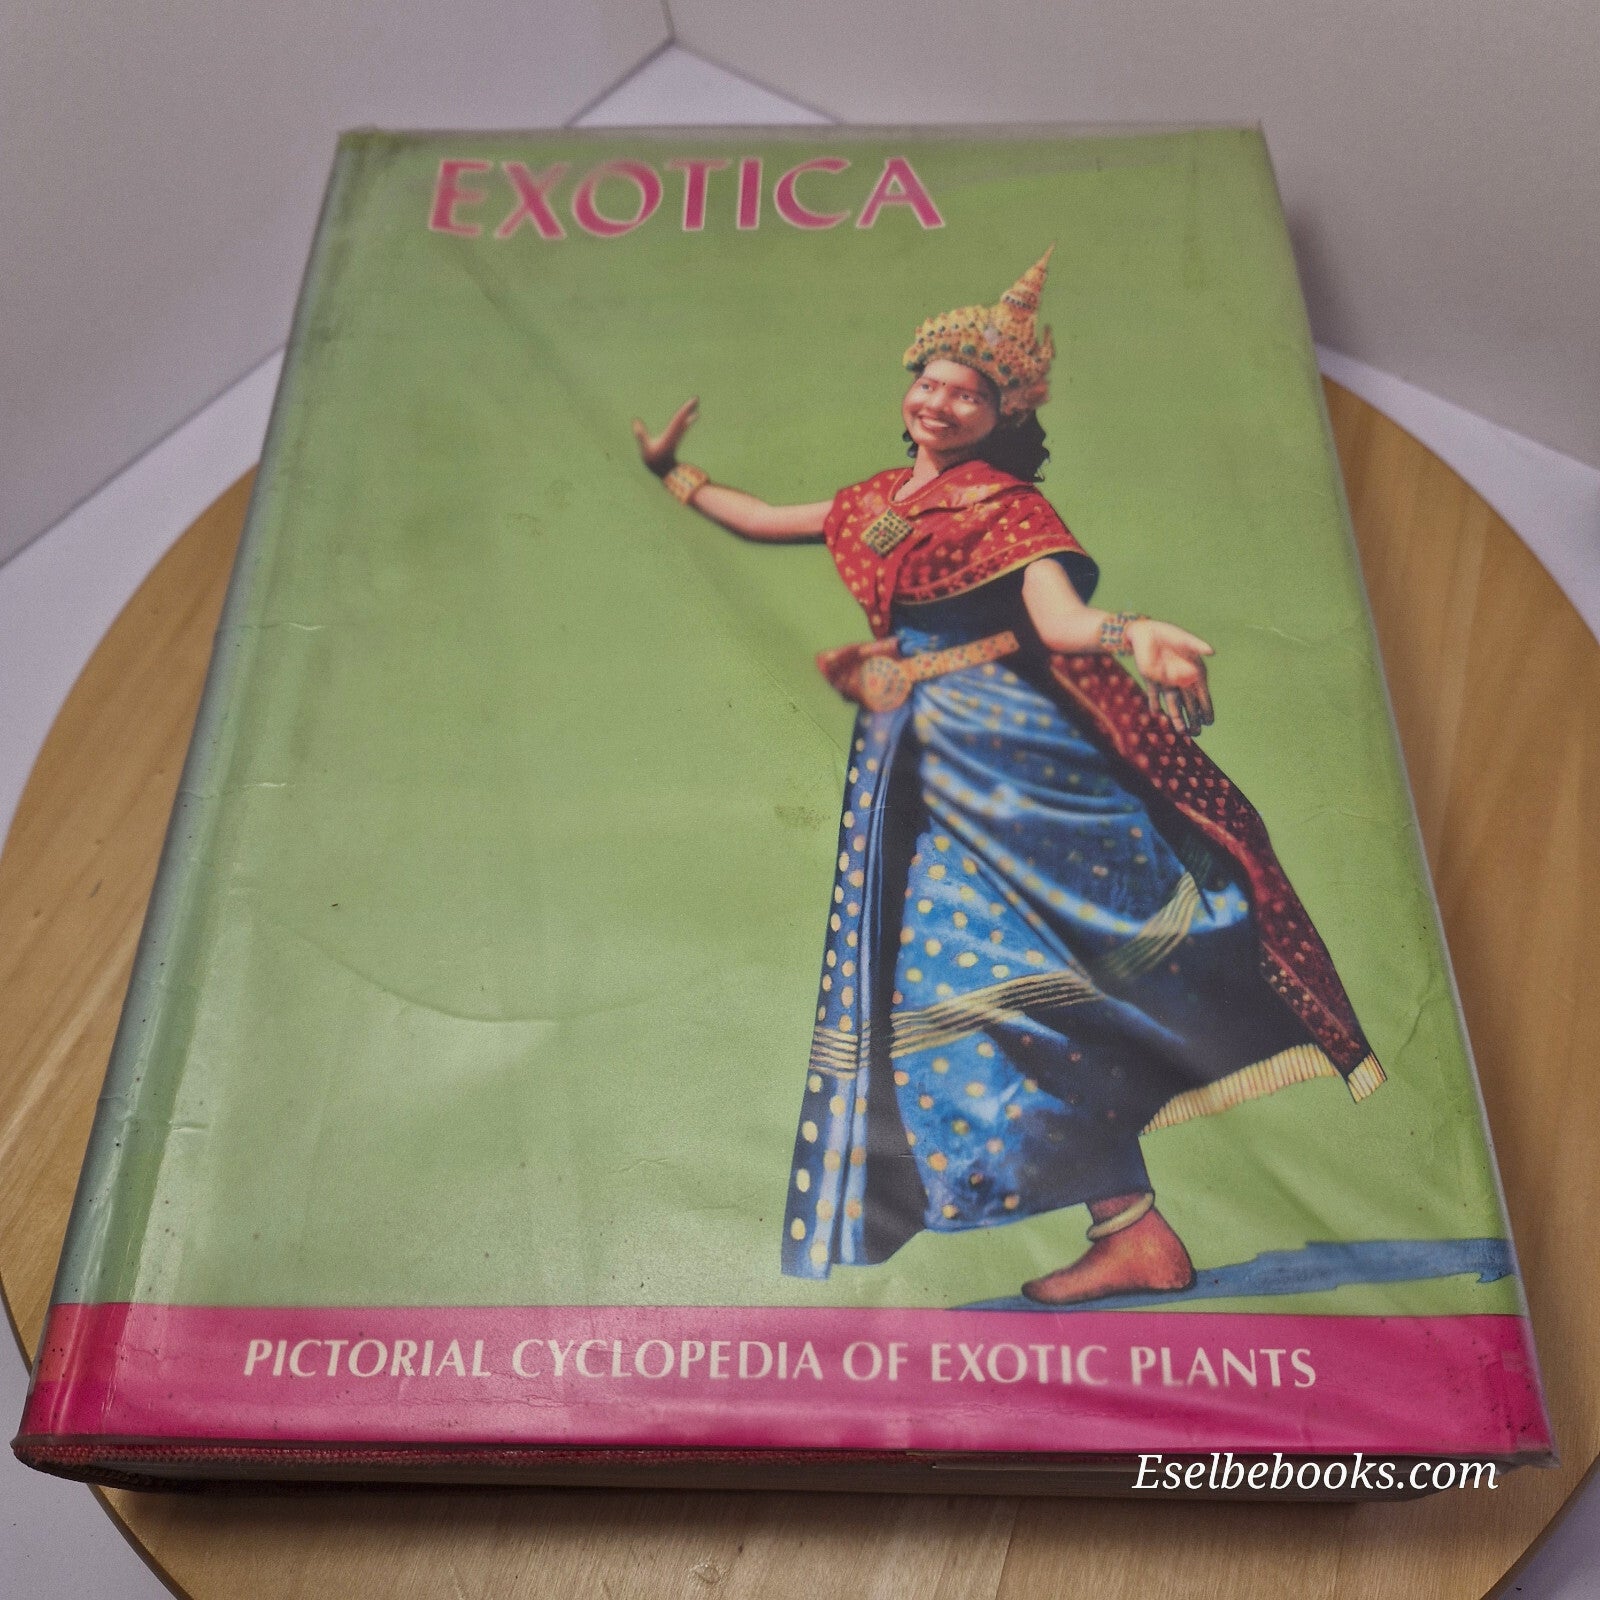 EXOTICA
PICTORIAL CYCLOPEDIA OF EXOTIC PLANTS
Eselbebooks.com